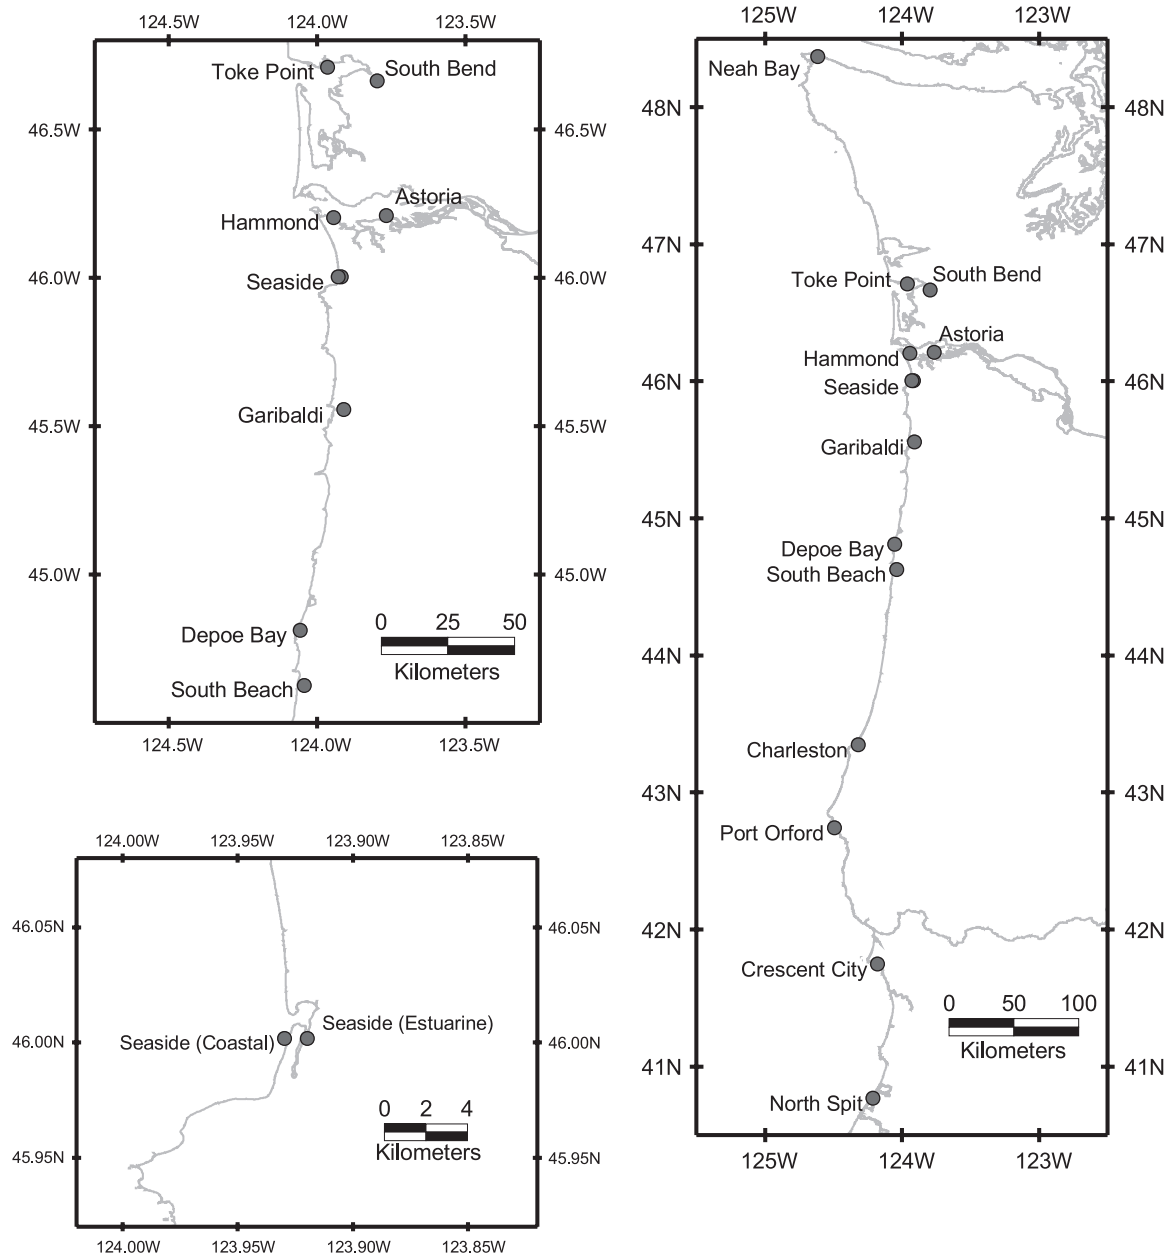 124.5W 124.0W 123.5W
Toke Point South Bend
46.5W 46.5W
Astoria
Hammond
46.0W 46.0W
Seaside
Garibaldi
45.5W 45.5W
45.0W 45.0W
0 25 50
Kilometers
Depoe Bay
South Beach
124.5W 124.0W 123.5W
124.00W 123.95W 123.90W 123.85W
46.05N 46.05N
Seaside (Estuarine)
Seaside (Coastal)
46.00N 46.00N
0 2 4
Kilometers
45.95N 45.95N
124.00W 123.95W 123.90W 123.85W
125W 124W 123W
Neah Bay
48N 48N
47N 47N
Toke Point South Bend
Astoria
Hammond
46N 46N
Seaside
Garibaldi
45N 45N
Depoe Bay
South Beach
44N 44N
Charleston
43N 43N
Port Orford
42N 42N
Crescent City
0 50 100
Kilometers
41N 41N
North Spit
125W 124W 123W